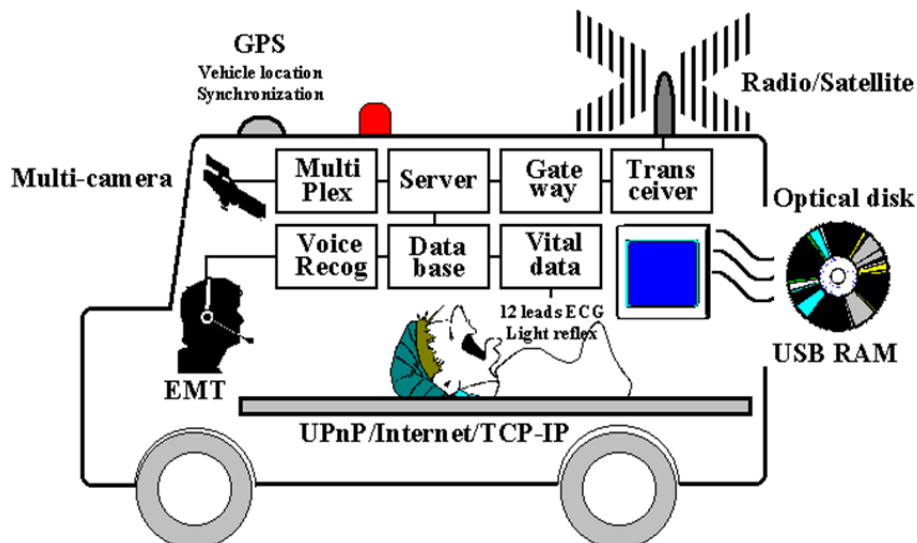 GPS
Vehicle location
Synchronization
Radio/Satellite
Multi-camera
Multi
Plex
Server
Gate
way
Trans
ceiver
Optical disk
Voice
Recog
Data
base
Vital
data
12 leads ECG
Light reflex
USB RAM
EMT
UPnP/Internet/TCP-IP